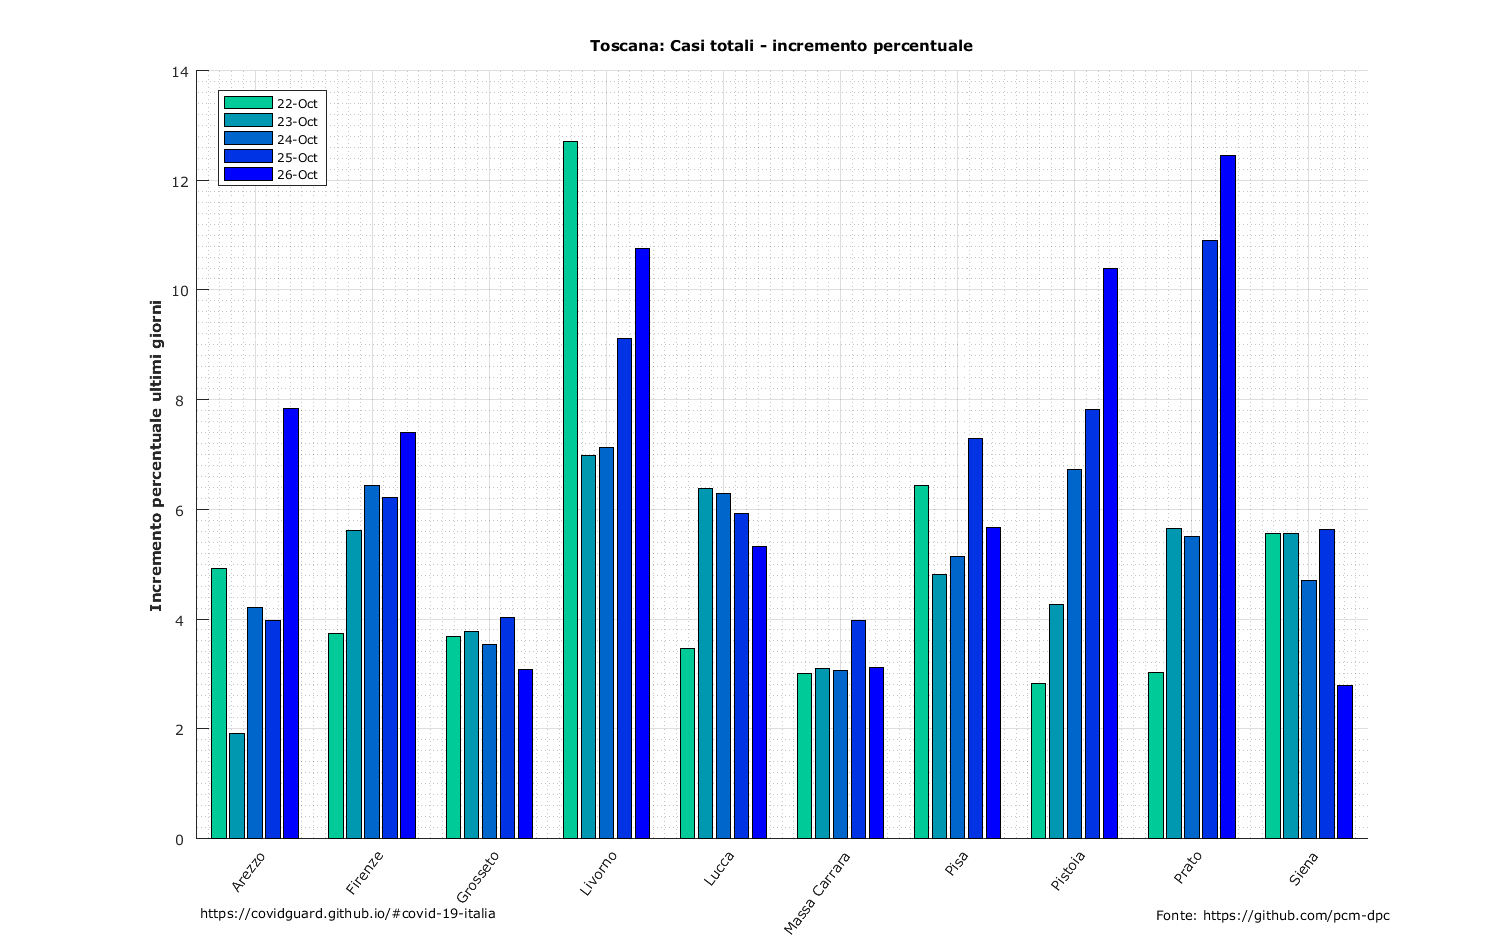 Toscana: Casi totali - incremento percentuale
14
12
10
8
6
4
2
0
Incremento percentuale ultimi giorni
22-Oct
23-Oct
24-Oct
25-Oct
26-Oct
Arezzo
Firenze
Grosseto
Livorno
Lucca
Massa Carrara
Pisa
Pistoia
Prato
Siena
https://covidguard.github.io/#covid-19-italia
Fonte: https://github.com/pcm-dpc